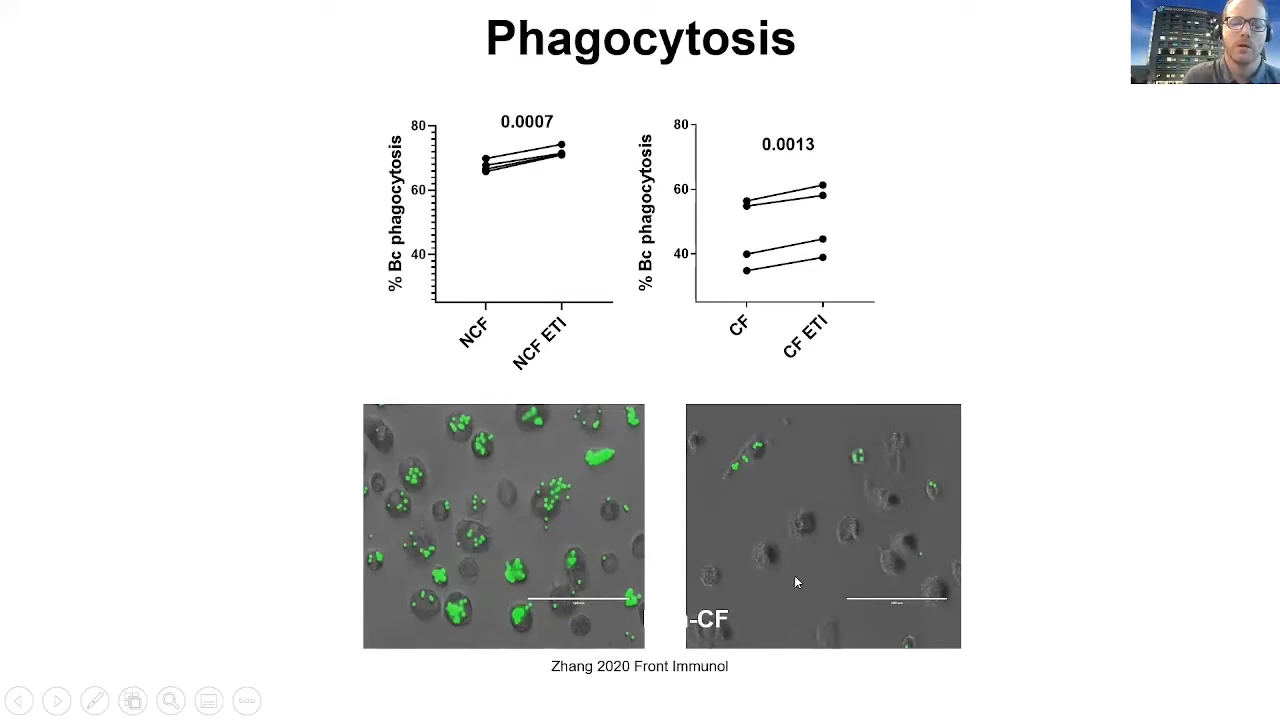 Phagocytosis
0.0007
80
60
40
% Bc phagocytosis
NCF
NCF ETI
0.0013
80
60
40
% Bc phagocytosis
CF
CF ETI
-CF
Zhang 2020 Front Immunol